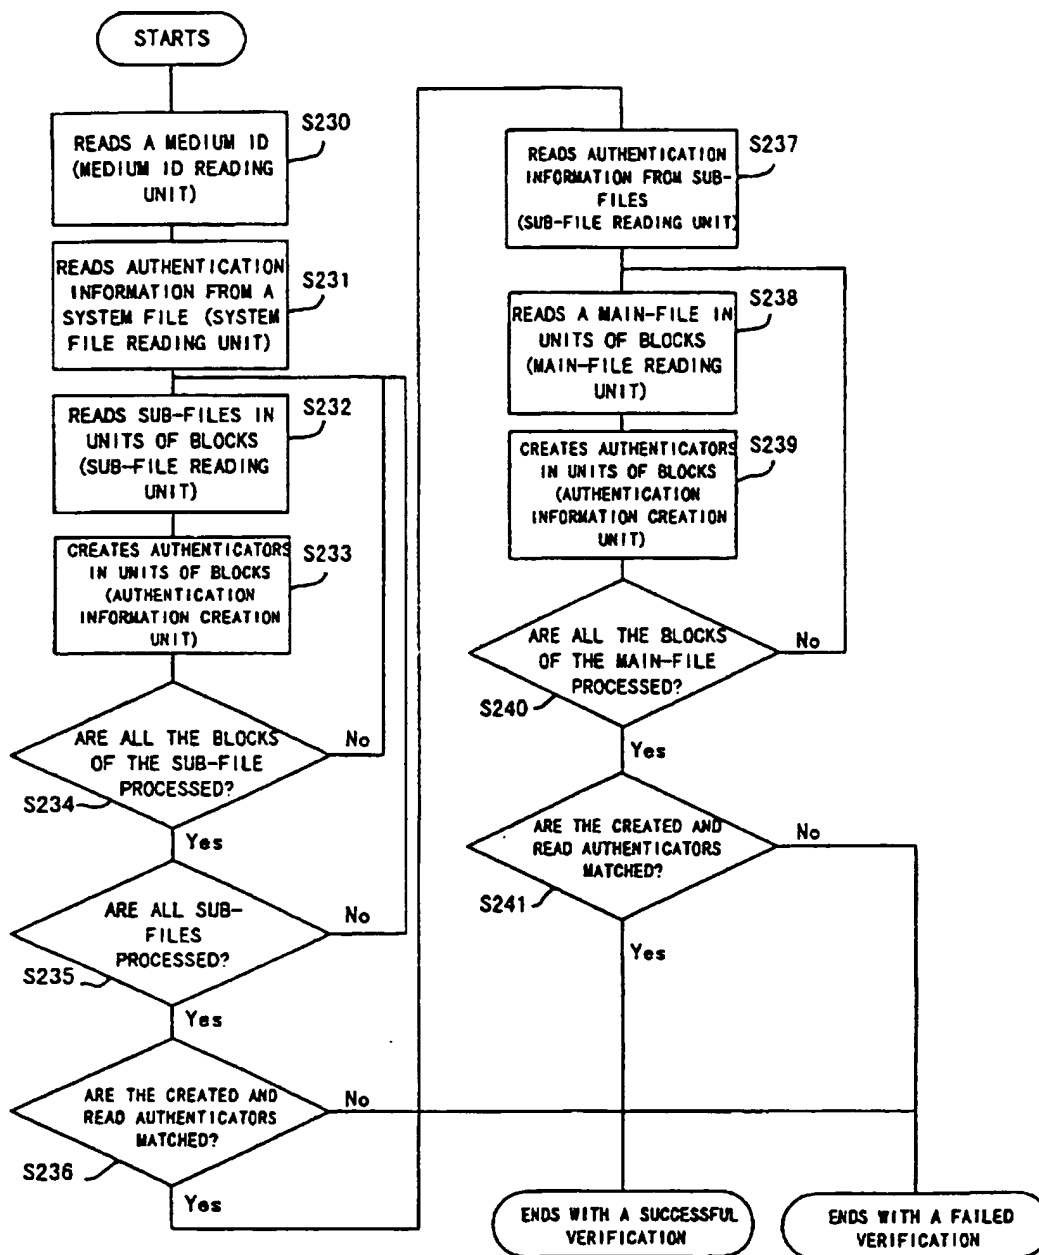 STARTS
S230
READS A MEDIUM ID
(MEDIUM ID READING
UNIT)
S231
READS AUTHENTICATION
INFORMATION FROM A
SYSTEM FILE (SYSTEM
FILE READING UNIT)
S232
READS SUB-FILES IN
UNITS OF BLOCKS
(SUB-FILE READING
UNIT)
S233
CREATES AUTHENTICATORS
IN UNITS OF BLOCKS
(AUTHENTICATION
INFORMATION CREATION
UNIT)
ARE ALL THE BLOCKS
OF THE SUB-FILE
PROCESSED?
No
S234
Yes
ARE ALL SUB-
FILES
PROCESSED?
No
S235
Yes
ARE THE CREATED AND
READ AUTHENTICATORS
MATCHED?
No
S236
Yes
S237
READS AUTHENTICATION
INFORMATION FROM SUB-
FILES
(SUB-FILE READING UNIT)
S238
READS A MAIN-FILE IN
UNITS OF BLOCKS
(MAIN-FILE READING
UNIT)
S239
CREATES AUTHENTICATORS
IN UNITS OF BLOCKS
(AUTHENTICATION
INFORMATION CREATION
UNIT)
ARE ALL THE BLOCKS
OF THE MAIN-FILE
PROCESSED?
No
S240
Yes
ARE THE CREATED AND
READ AUTHENTICATORS
MATCHED?
No
S241
Yes
ENDS WITH A SUCCESSFUL
VERIFICATION
ENDS WITH A FAILED
VERIFICATION